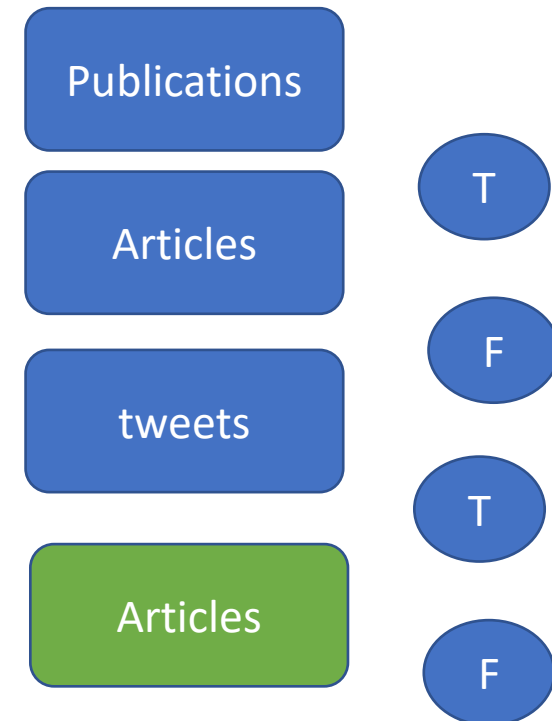 Publications
T
Articles
F
tweets
T
Articles
F